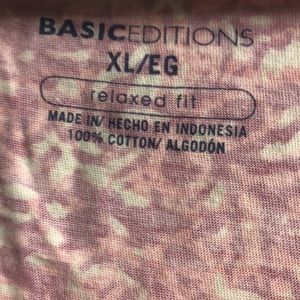 BASICEDITIONS
XL/EG
relaxed fit
MADE IN/ HECHO EN INDONESIA
100% COTTON/ ALGODÓN